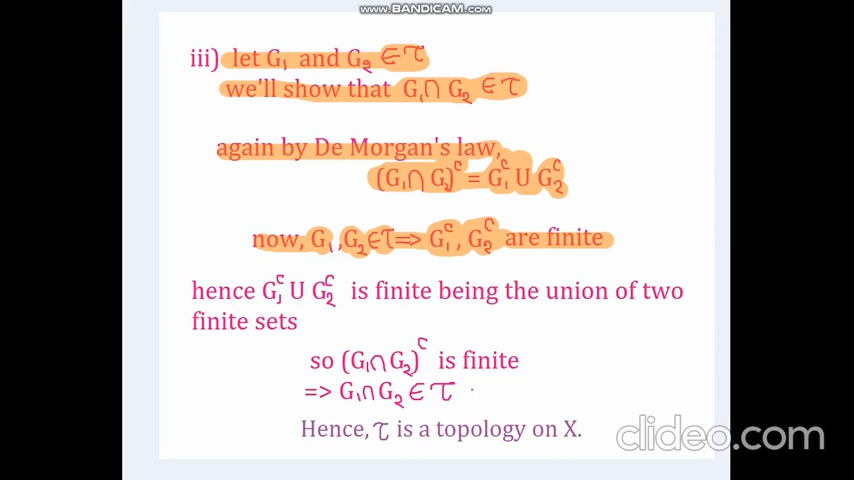 www.BANDICAM.com
iii) let G₁ and G₂ ∈ τ
we'll show that G₁∩ G₂ ∈ τ
again by De Morgan's law,
(G₁∩ G₂)ᶜ = G₁ᶜ U G₂ᶜ
now, G₁ ,G₂∈τ=> G₁ᶜ, G₂ᶜ are finite
hence G₁ᶜ U G₂ᶜ is finite being the union of two
finite sets
so (G₁∩G₂)ᶜ is finite
=> G₁∩G₂ ∈ τ
Hence, τ is a topology on X.
clideo.com